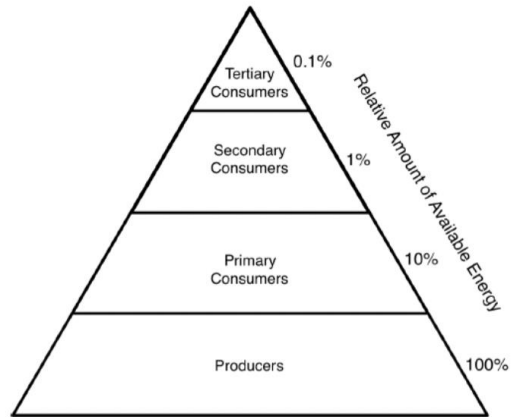 Tertiary
Consumers
0.1%
Secondary
Consumers
1%
Primary
Consumers
10%
Producers
100%
Relative Amount of Available Energy